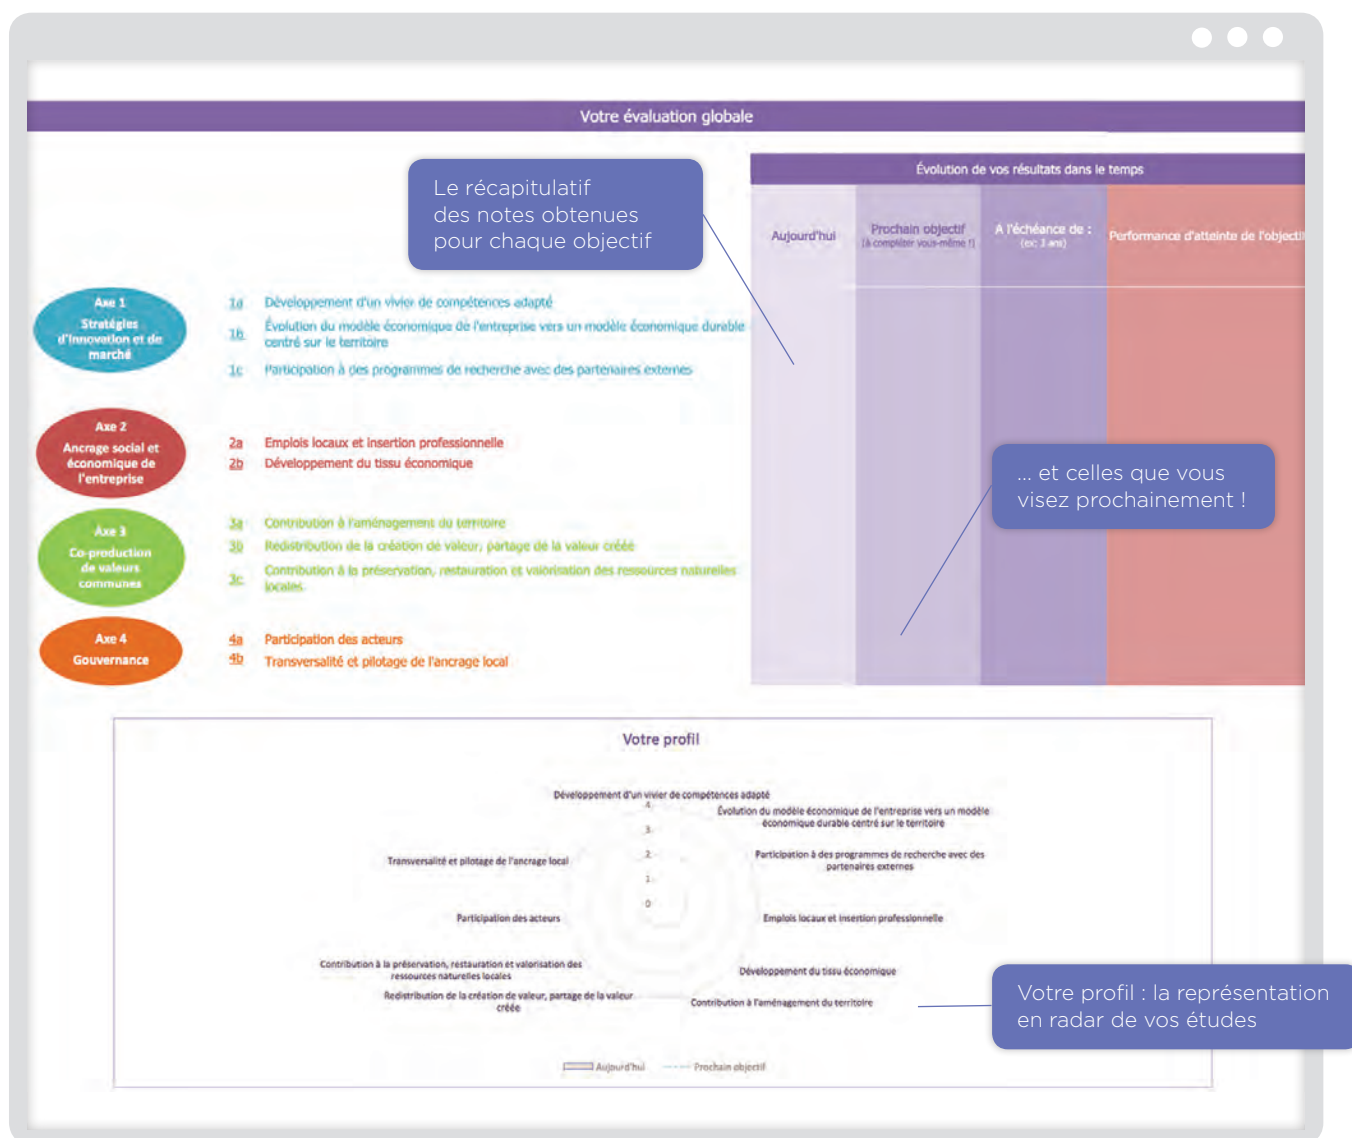 Votre évaluation globale
Le récapitulatif
des notes obtenues
pour chaque objectif
Évolution de vos résultats dans le temps
Aujourd'hui
Prochain objectif
(à compléter vous-même !)
A l'échéance de :
(ex: 3 ans)
Performance d'atteinte de l'objectif
Axe 1
Stratégies
d'innovation et de
marché
1a Développement d'un vivier de compétences adapté
1b Évolution du modèle économique de l'entreprise vers un modèle économique durable
centré sur le territoire
1c Participation à des programmes de recherche avec des partenaires externes
Axe 2
Ancrage social et
économique de
l'entreprise
2a Emplois locaux et insertion professionnelle
2b Développement du tissu économique
... et celles que vous
visez prochainement !
Axe 3
Co-production
de valeurs
communes
3a Contribution à l'aménagement du territoire
3b Redistribution de la création de valeur, partage de la valeur créée
3c Contribution à la préservation, restauration et valorisation des ressources naturelles
locales
Axe 4
Gouvernance
4a Participation des acteurs
4b Transversalité et pilotage de l'ancrage local
Votre profil
Développement d'un vivier de compétences adapté
Évolution du modèle économique de l'entreprise vers un modèle
économique durable centré sur le territoire
Participation à des programmes de recherche avec des
partenaires externes
Emplois locaux et insertion professionnelle
Développement du tissu économique
Contribution à l'aménagement du territoire
Redistribution de la création de valeur, partage de la valeur
créée
Contribution à la préservation, restauration et valorisation des
ressources naturelles locales
Participation des acteurs
Transversalité et pilotage de l'ancrage local
4
3
2
1
0
Votre profil : la représentation
en radar de vos études
Aujourd'hui
Prochain objectif